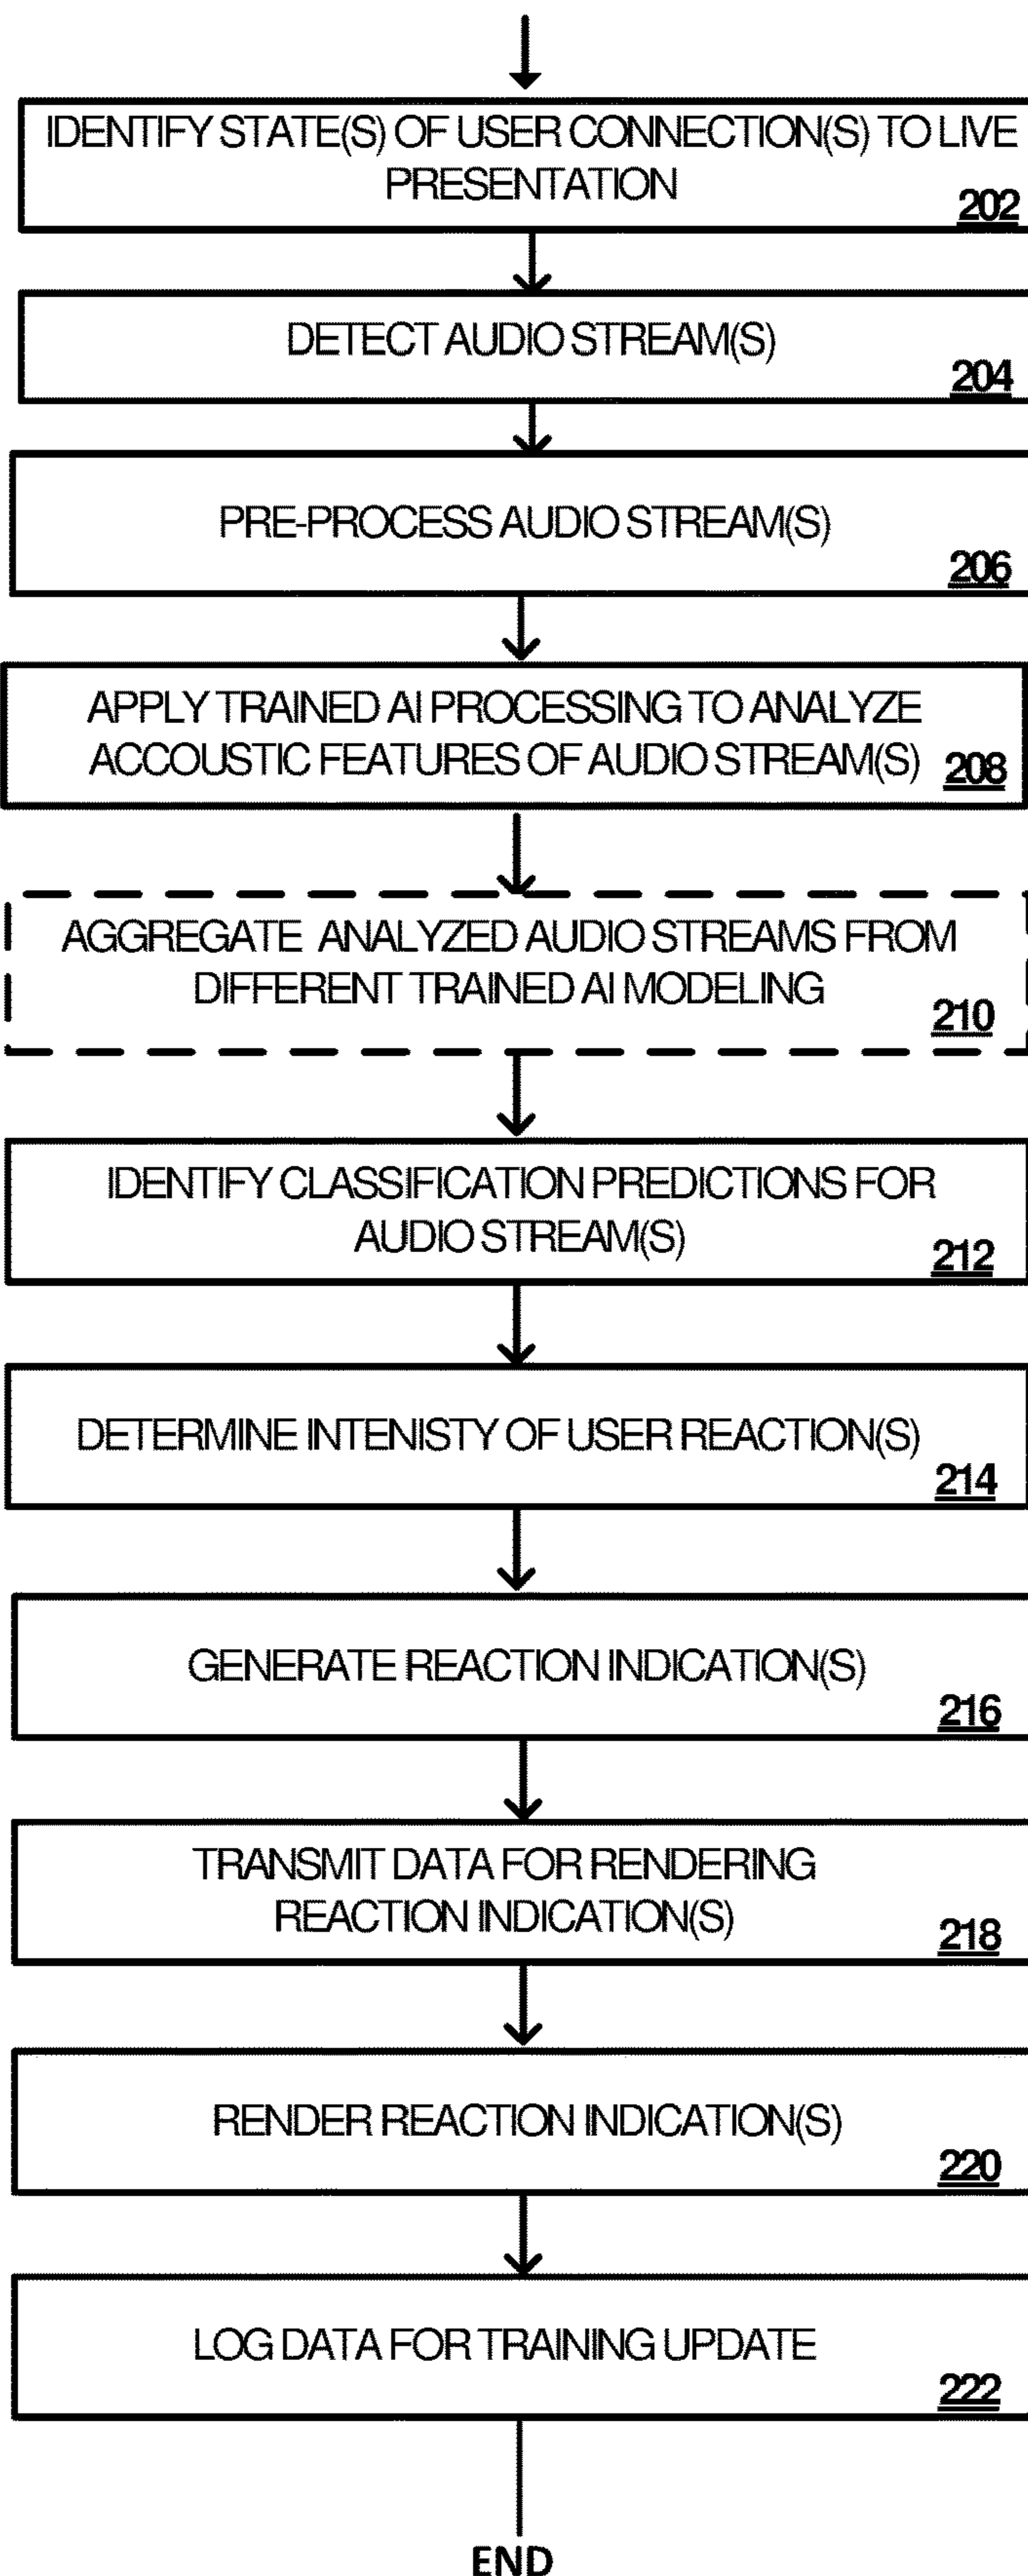 IDENTIFY STATE(S) OF USER CONNECTION(S) TO LIVE
PRESENTATION
202
DETECT AUDIO STREAM(S)
204
PRE-PROCESS AUDIO STREAM(S)
206
APPLY TRAINED AI PROCESSING TO ANALYZE
ACCOUSTIC FEATURES OF AUDIO STREAM(S)
208
AGGREGATE ANALYZED AUDIO STREAMS FROM
DIFFERENT TRAINED AI MODELING
210
IDENTIFY CLASSIFICATION PREDICTIONS FOR
AUDIO STREAM(S)
212
DETERMINE INTENISTY OF USER REACTION(S)
214
GENERATE REACTION INDICATION(S)
216
TRANSMIT DATA FOR RENDERING
REACTION INDICATION(S)
218
RENDER REACTION INDICATION(S)
220
LOG DATA FOR TRAINING UPDATE
222
END